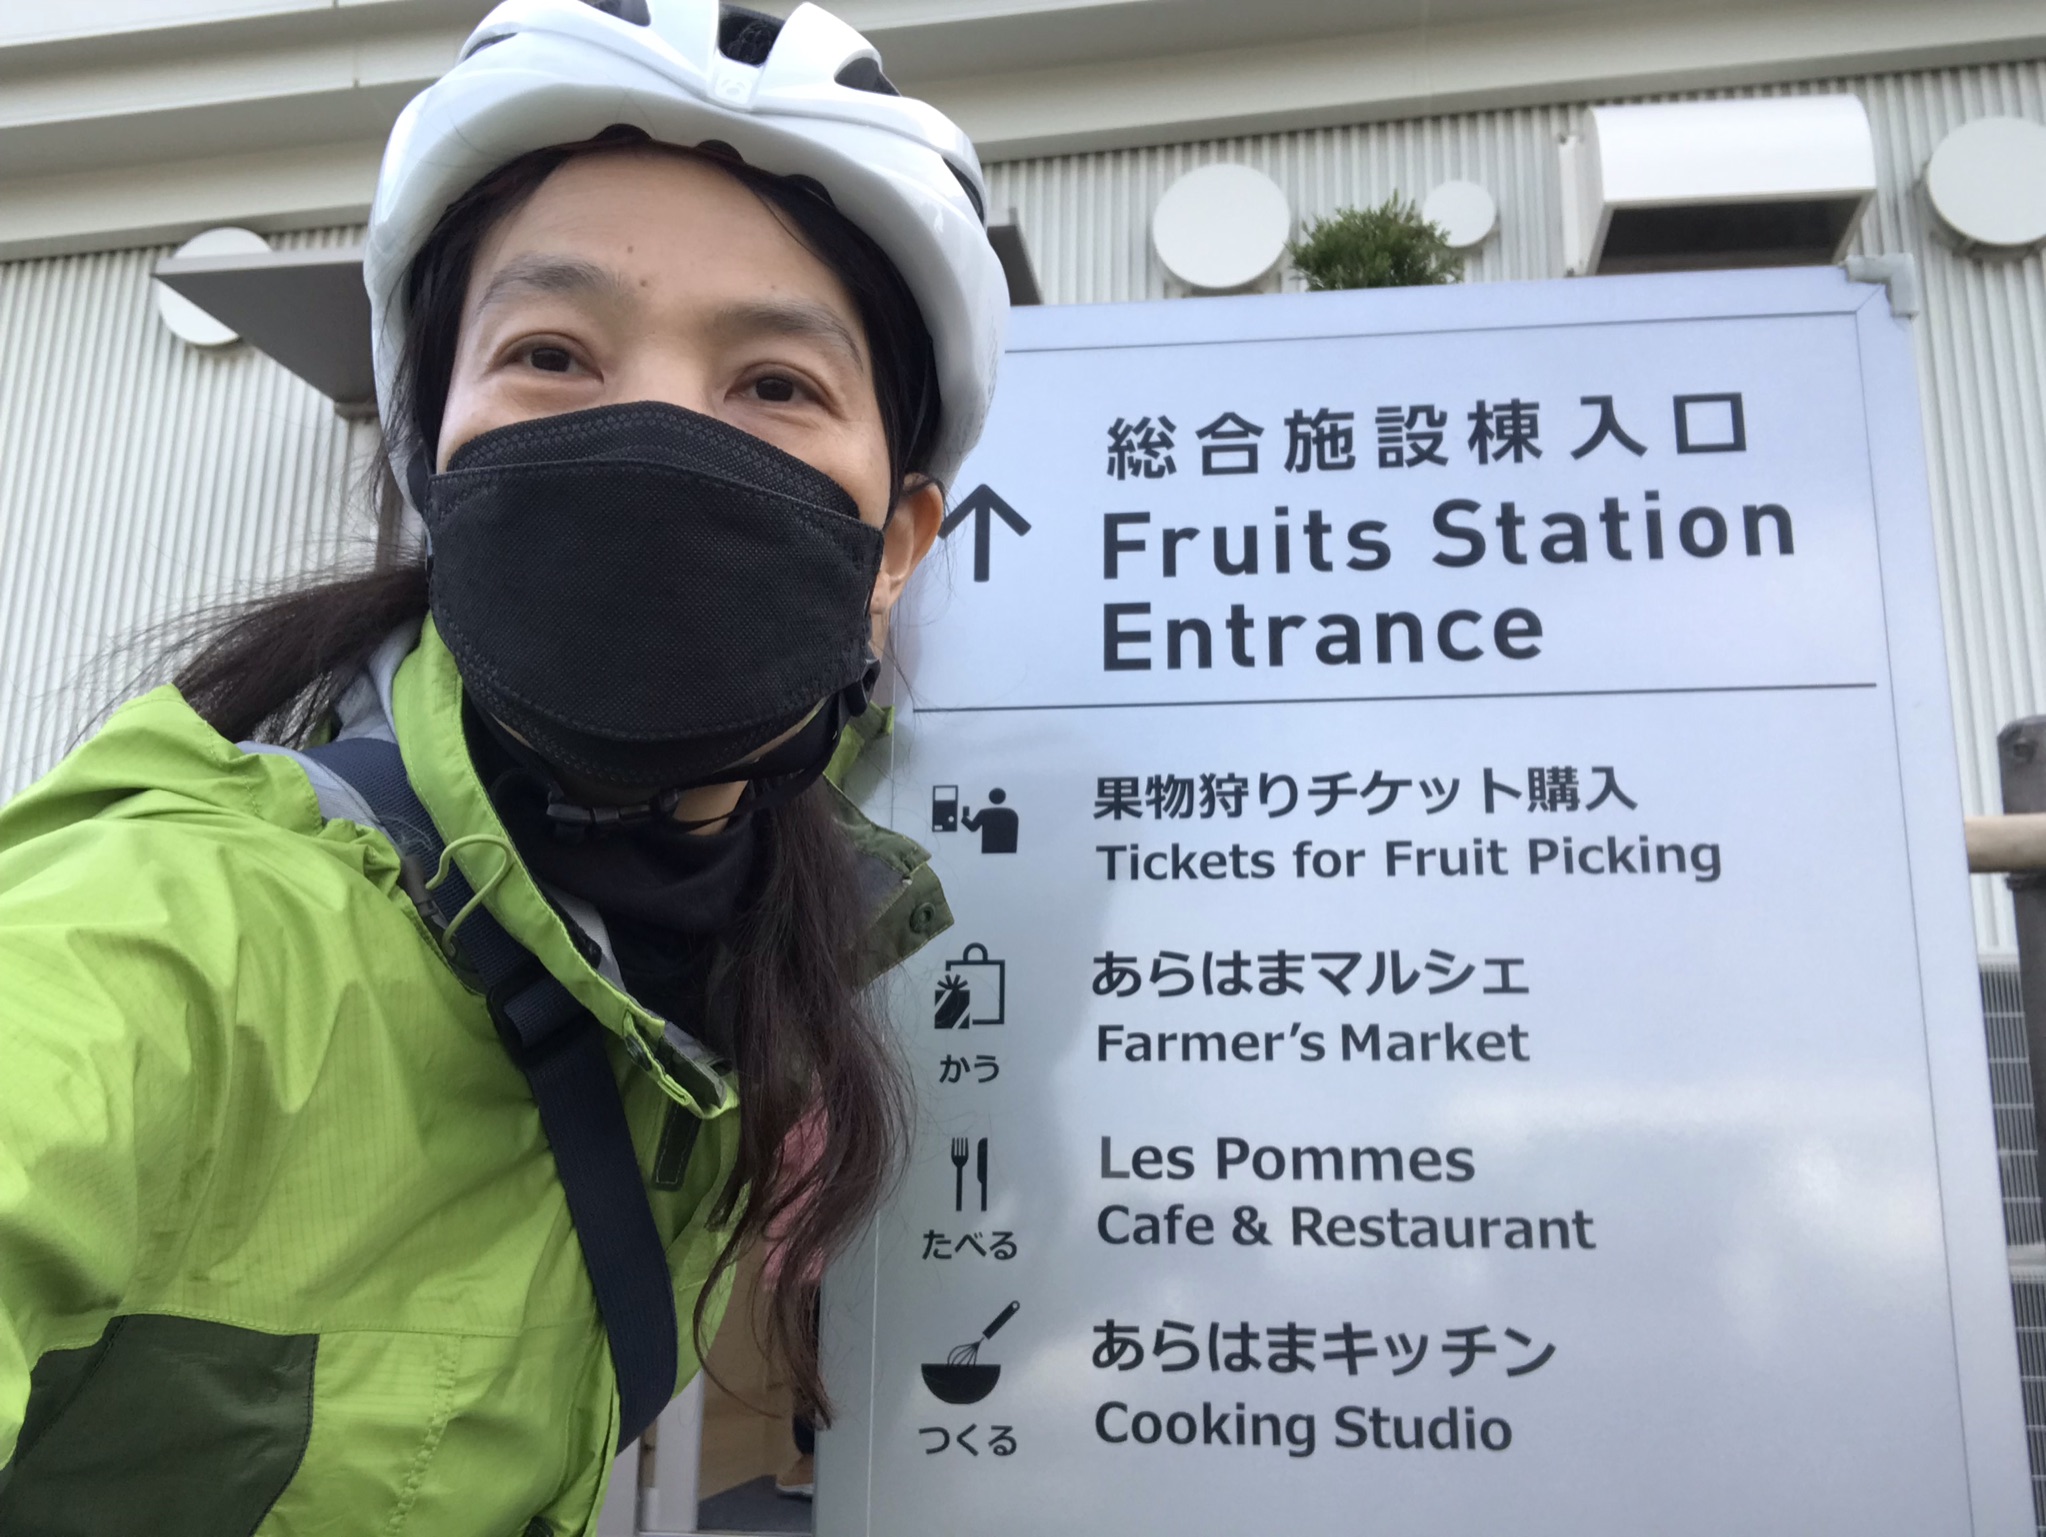 総合施設棟入口
Fruits Station
Entrance
果物狩りチケット購入
Tickets for Fruit Picking
あらはまマルシェ
Farmer's Market
かう
Les Pommes
Cafe & Restaurant
たべる
あらはまキッチン
Cooking Studio
つくる